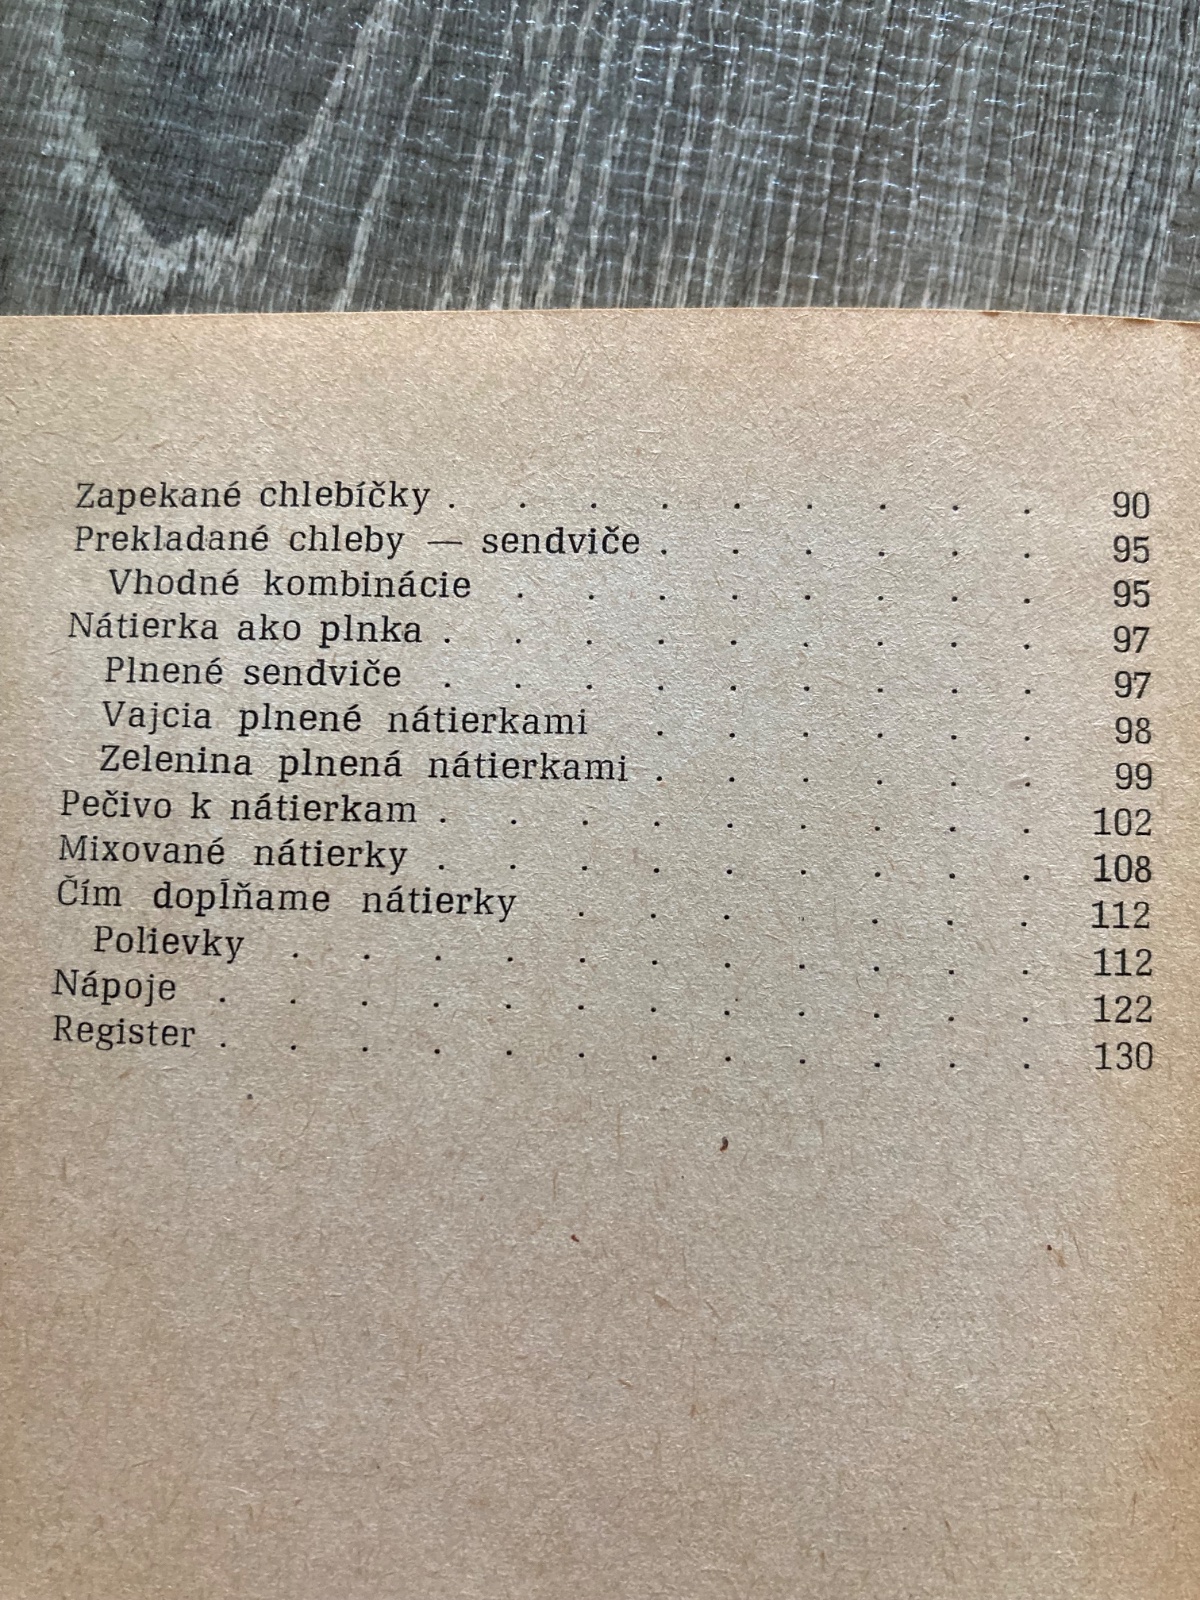 Zapekané chlebíčky . . . . . . . . . 90
Prekladané chleby — sendviče . . . . . . 95
Vhodné kombinácie . . . . . . . . 95
Nátierka ako plnka . . . . . . . . . 97
Plnené sendviče . . . . . . . . . 97
Vajcia plnené nátierkami . . . . . . 98
Zelenina plnená nátierkami . . . . . . 99
Pečivo k nátierkam . . . . . . . . . 102
Mixované nátierky . . . . . . . . . 108
Čím dopĺňame nátierky . . . . . . . 112
Polievky . . . . . . . . . . . 112
Nápoje . . . . . . . . . . . . 122
Register . . . . . . . . . . . . 130